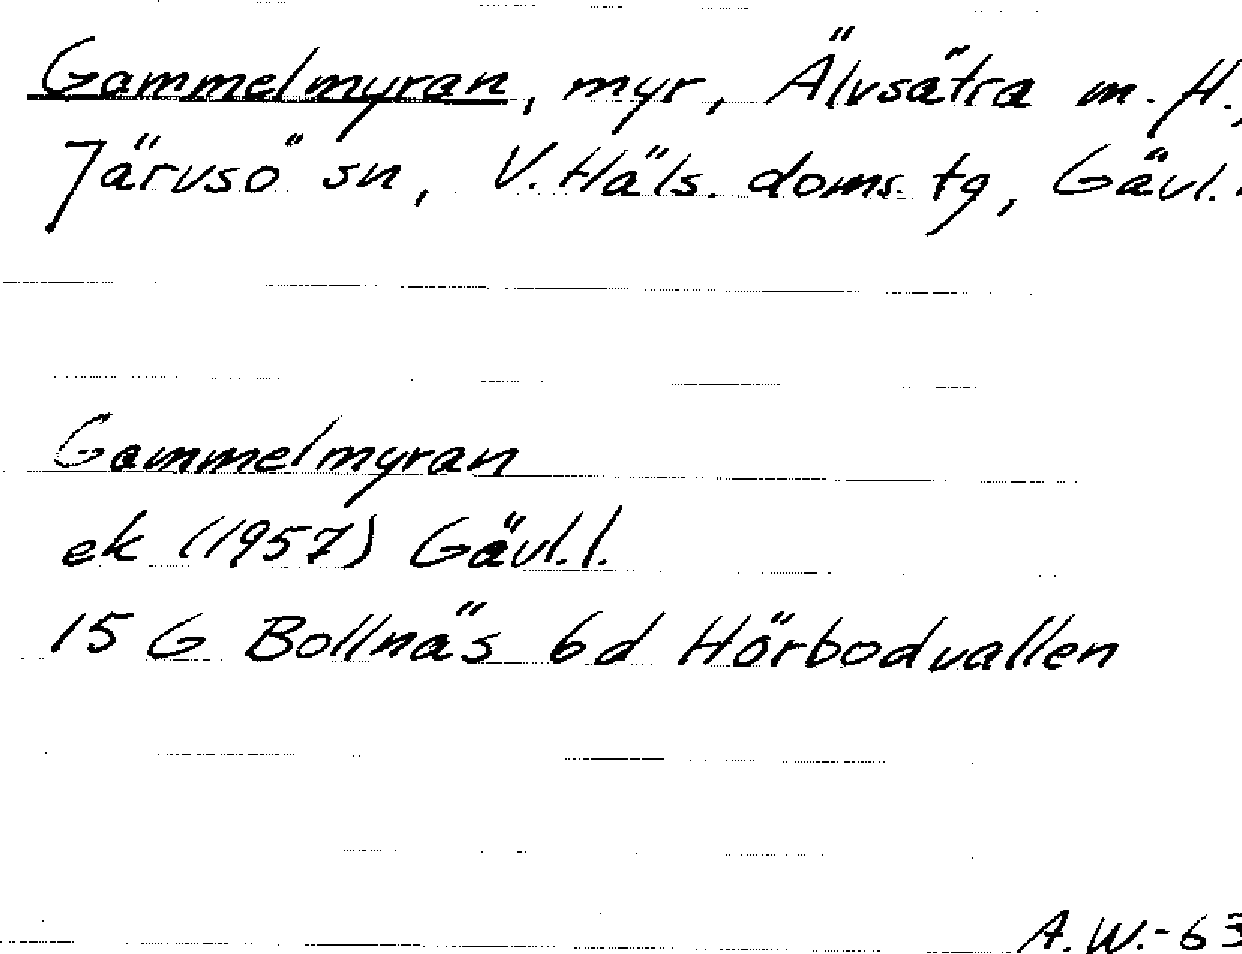 Gammelmyran, myr, Älvsätra m. fl.,
Järvsö sn, V. Häls. doms. tg, Gävl.
Gammelmyran
ek (1957) Gävl. l.
15 G Bollnäs 6d Hörbodvallen
A.W.-63